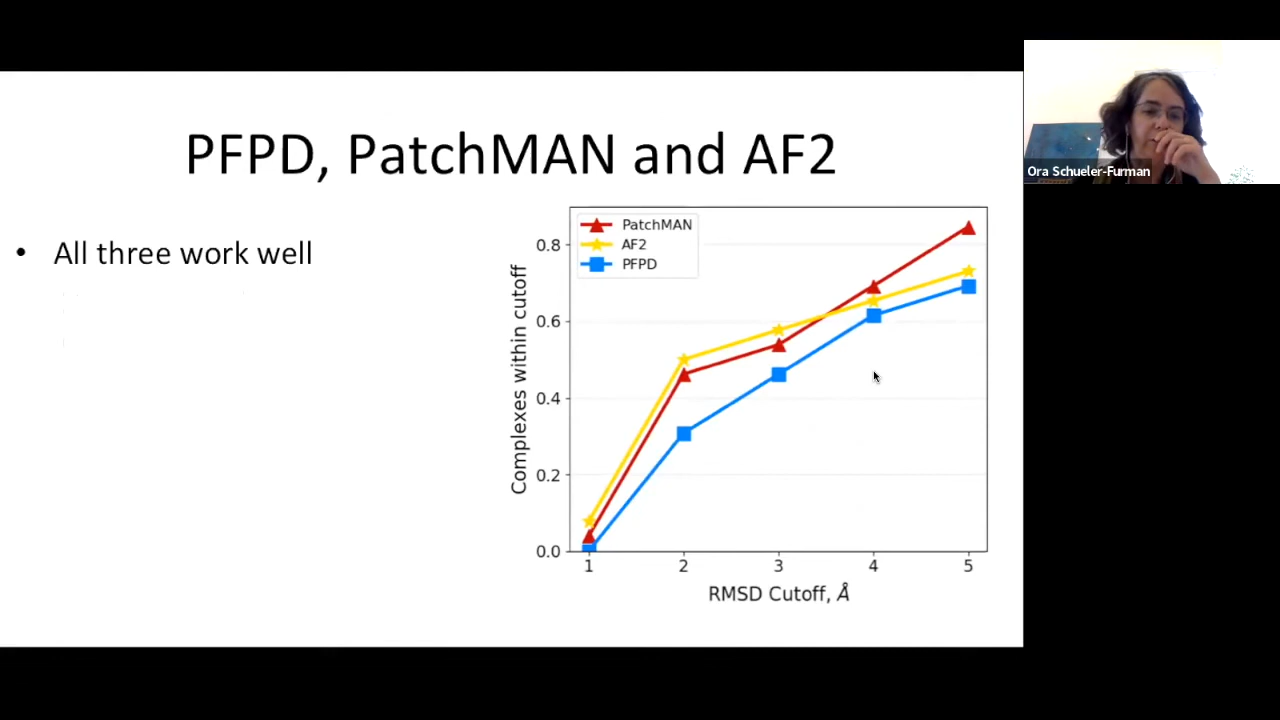 PFPD, PatchMAN and AF2
• All three work well
PatchMAN
AF2
PFPD
Complexes within cutoff
0.8
0.6
0.4
0.2
0.0
1 2 3 4 5
RMSD Cutoff, Å
Ora Schueler-Furman